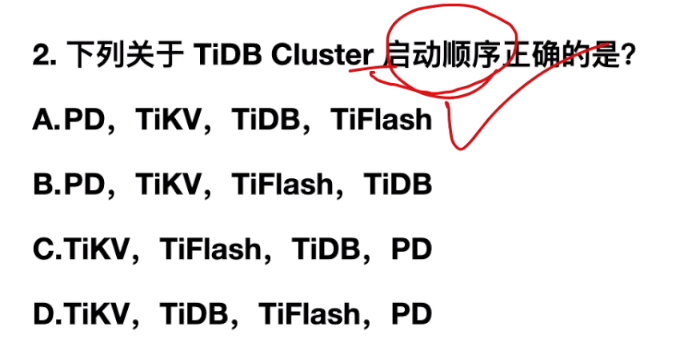 2. 下列关于 TiDB Cluster 启动顺序正确的是?
A.PD，TiKV，TiDB，TiFlash
B.PD，TiKV，TiFlash，TiDB
C.TiKV，TiFlash，TiDB，PD
D.TiKV，TiDB，TiFlash，PD